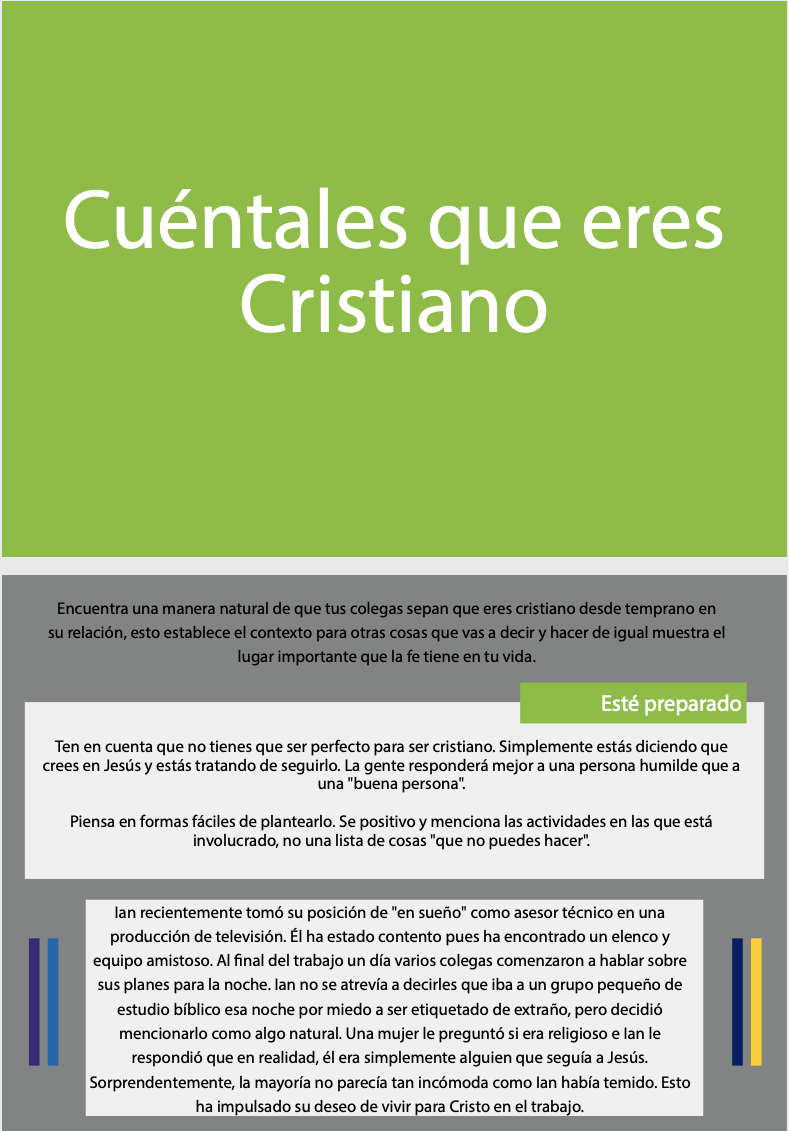 Cuéntales que eres
Cristiano
Encuentra una manera natural de que tus colegas sepan que eres cristiano desde temprano en
su relación, esto establece el contexto para otras cosas que vas a decir y hacer de igual muestra el
lugar importante que la fe tiene en tu vida.
Esté preparado
Ten en cuenta que no tienes que ser perfecto para ser cristiano. Simplemente estás diciendo que
crees en Jesús y estás tratando de seguirlo. La gente responderá mejor a una persona humilde que a
una "buena persona".
Piensa en formas fáciles de plantearlo. Se positivo y menciona las actividades en las que está
involucrado, no una lista de cosas "que no puedes hacer".
Ian recientemente tomó su posición de "en sueño" como asesor técnico en una
producción de televisión. Él ha estado contento pues ha encontrado un elenco y
equipo amistoso. Al final del trabajo un día varios colegas comenzaron a hablar sobre
sus planes para la noche. Ian no se atrevía a decirles que iba a un grupo pequeño de
estudio bíblico esa noche por miedo a ser etiquetado de extraño, pero decidió
mencionarlo como algo natural. Una mujer le preguntó si era religioso e Ian le
respondió que en realidad, él era simplemente alguien que seguía a Jesús.
Sorprendentemente, la mayoría no parecía tan incómoda como Ian había temido. Esto
ha impulsado su deseo de vivir para Cristo en el trabajo.